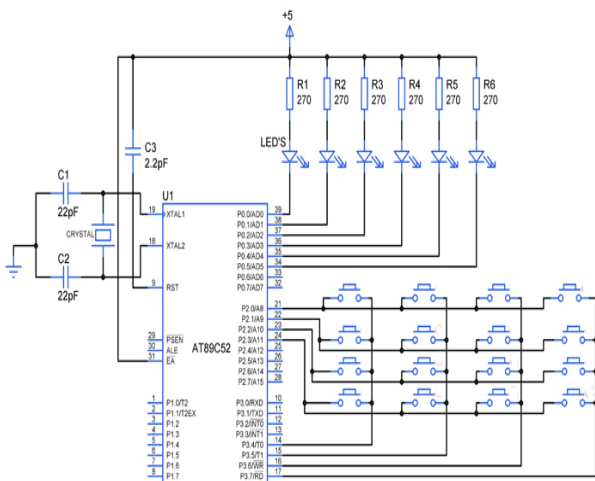 +5
R1
270
R2
270
R3
270
R4
270
R5
270
R6
270
LED'S
C3
2.2pF
C1
22pF
CRYSTAL
C2
22pF
U1
AT89C52
19 XTAL1
18 XTAL2
9 RST
29 PSEN
30 ALE
31 EA
1 P1.0/T2
2 P1.1/T2EX
3 P1.2
4 P1.3
5 P1.4
6 P1.5
7 P1.6
8 P1.7
P0.0/AD0 39
P0.1/AD1 38
P0.2/AD2 37
P0.3/AD3 36
P0.4/AD4 35
P0.5/AD5 34
P0.6/AD6 33
P0.7/AD7 32
P2.0/A8 21
P2.1/A9 22
P2.2/A10 23
P2.3/A11 24
P2.4/A12 25
P2.5/A13 26
P2.6/A14 27
P2.7/A15 28
P3.0/RXD 10
P3.1/TXD 11
P3.2/INT0 12
P3.3/INT1 13
P3.4/T0 14
P3.5/T1 15
P3.6/WR 16
P3.7/RD 17